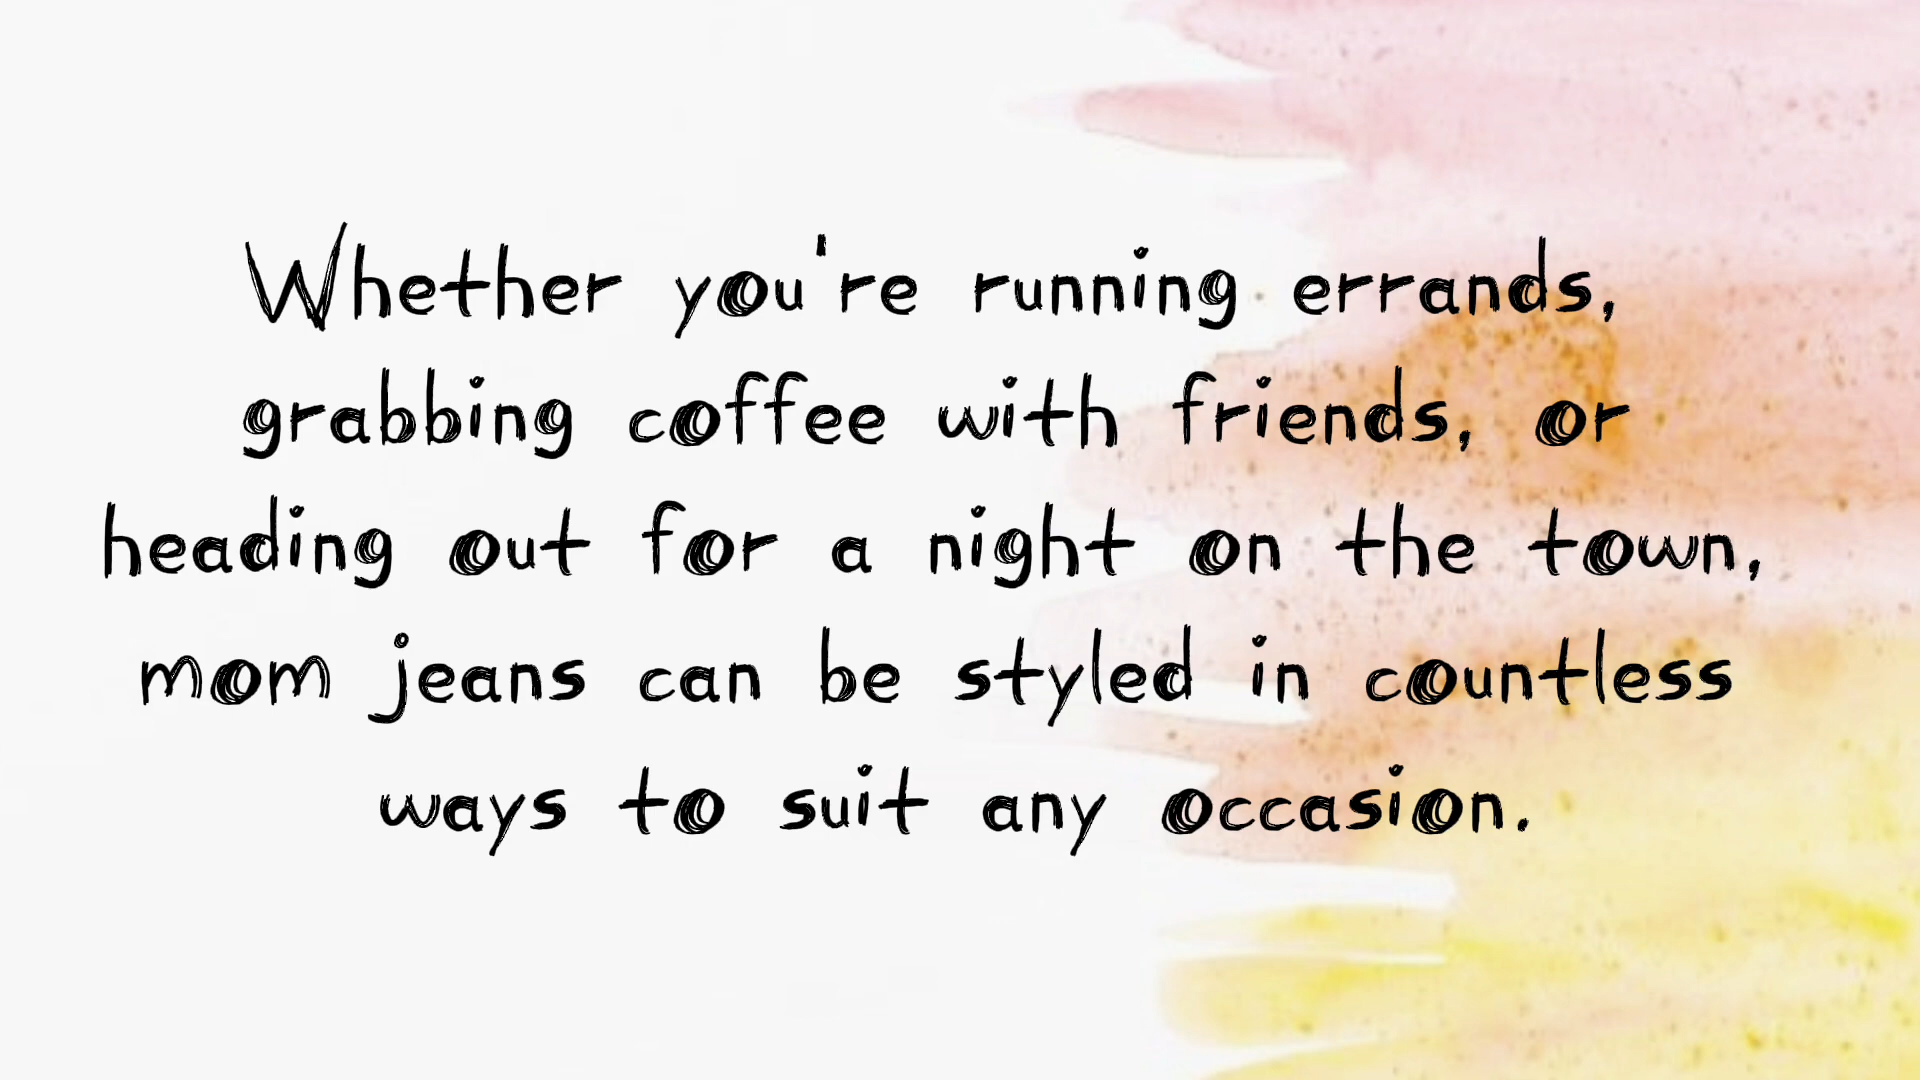 Whether you're running errands,
grabbing coffee with friends, or
heading out for a night on the town,
mom jeans can be styled in countless
ways to suit any occasion.